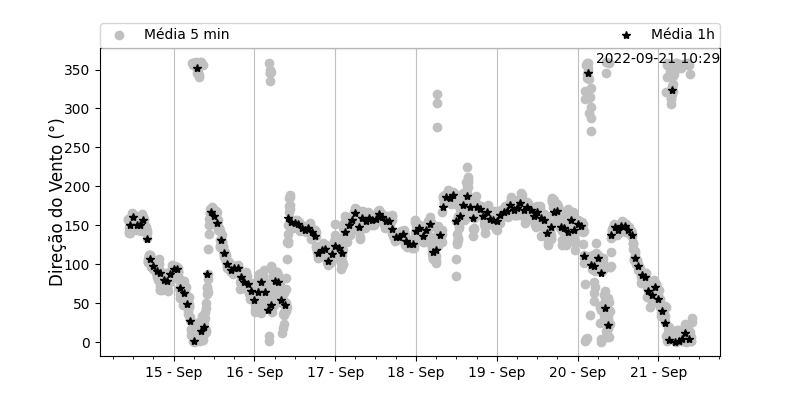 Média 5 min
Média 1h
2022-09-21 10:29
Direção do Vento (°)
350
300
250
200
150
100
50
0
15 - Sep
16 - Sep
17 - Sep
18 - Sep
19 - Sep
20 - Sep
21 - Sep